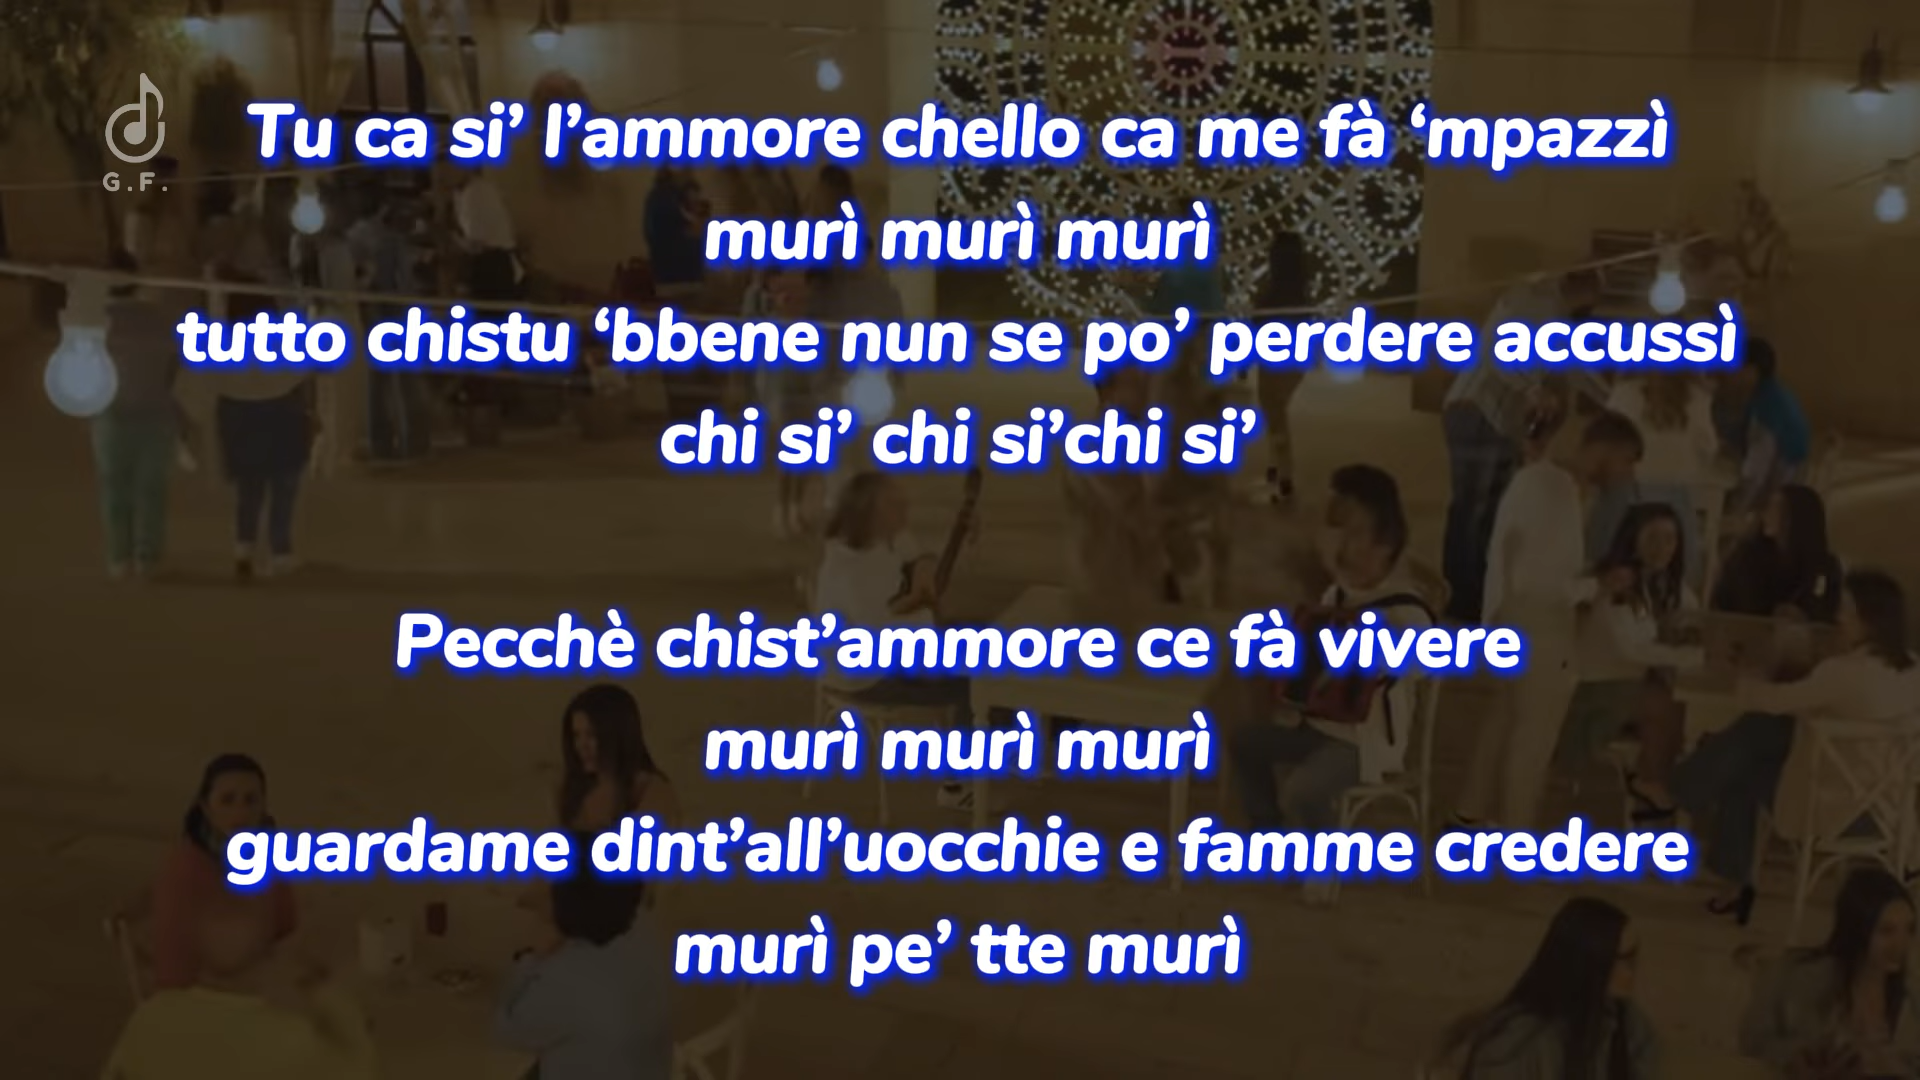 G.F.
Tu ca si’ l’ammore chello ca me fà ‘mpazzì
murì murì murì
tutto chistu ‘bbene nun se po’ perdere accussì
chi si’ chi si’chi si’
Pecchè chist’ammore ce fà vivere
murì murì murì
guardame dint’all’uocchie e famme credere
murì pe’ tte murì